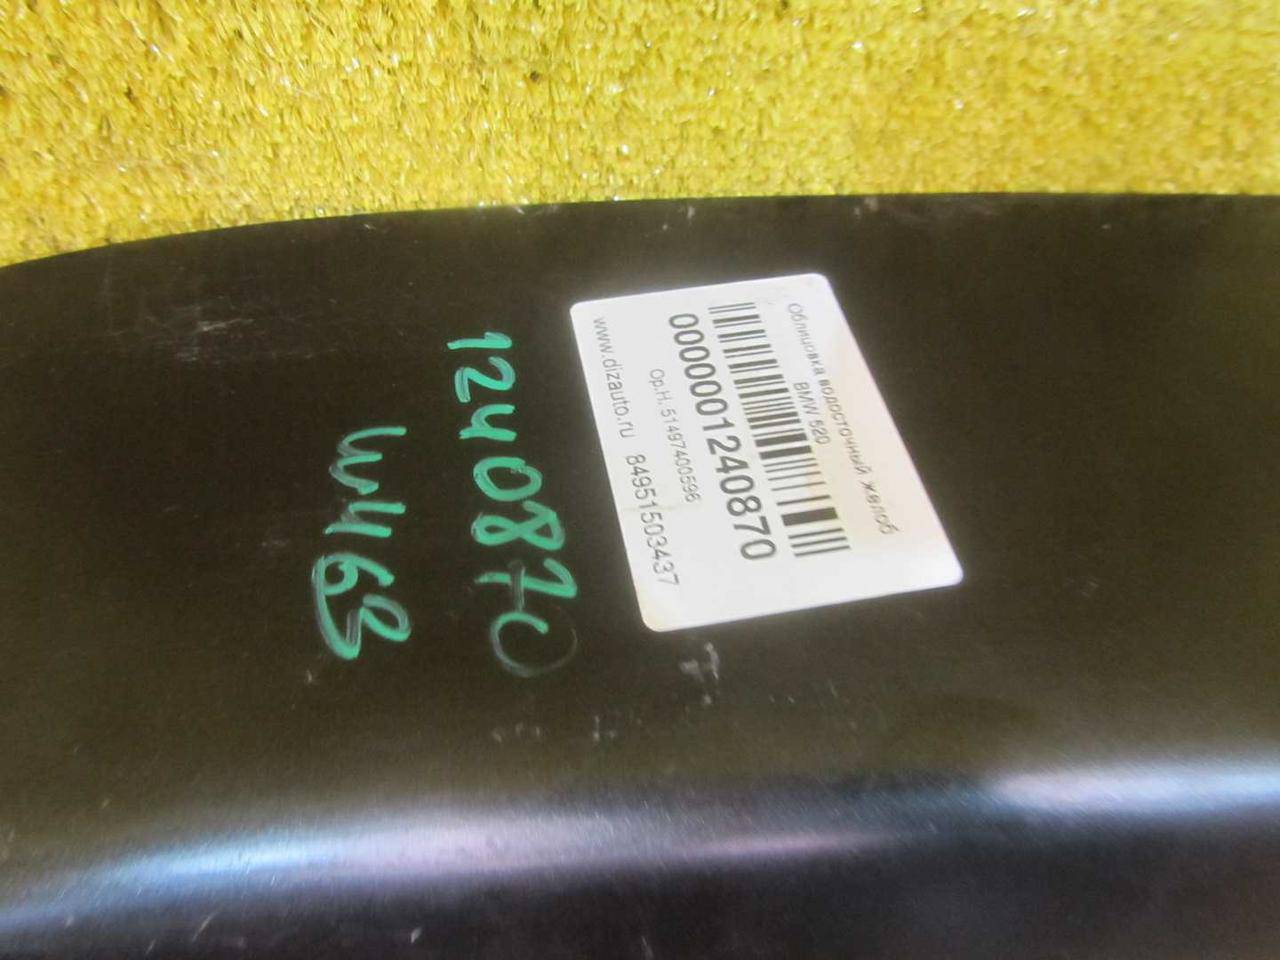 Облицовка водосточный желоб
BMW 520
0000001240870
Ор.Н. 51497400596
www.dizauto.ru 84951503437
1240870
W463